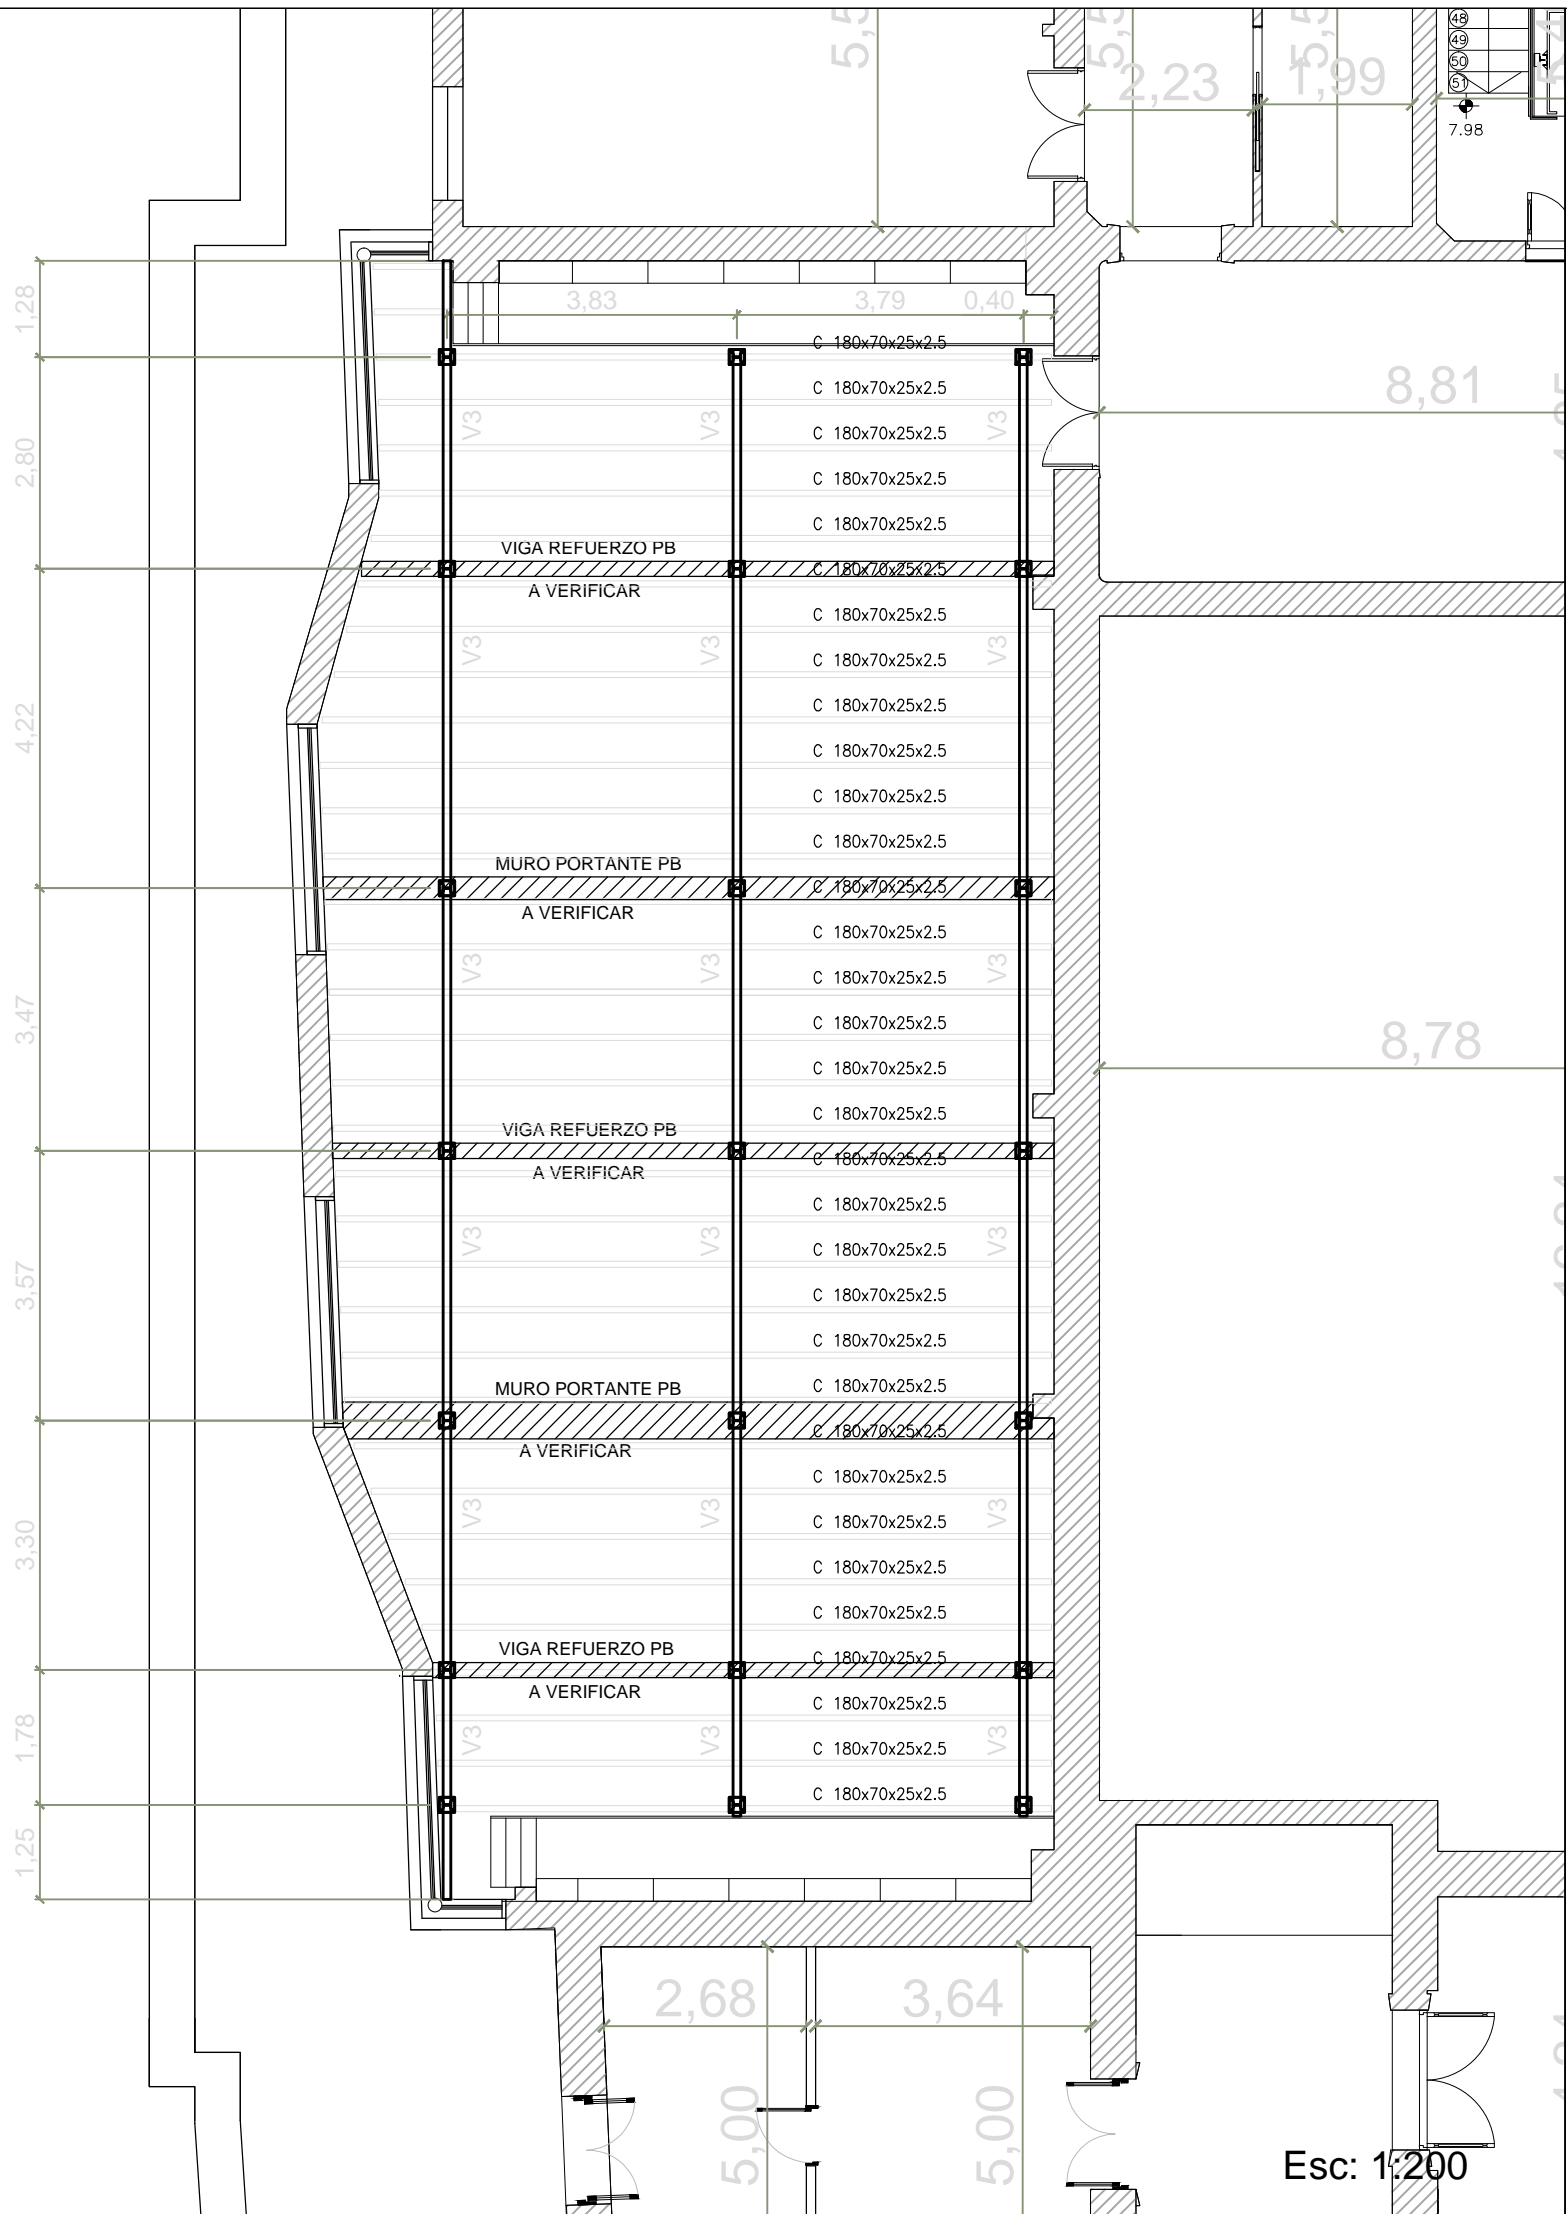 5,5
5,5
5,5
48
49
50
51
2,23
1,99
7.98
1,28
3,83
3,79
0,40
C 180x70x25x2.5
C 180x70x25x2.5
8,81
V3
V3
V3
C 180x70x25x2.5
2,80
C 180x70x25x2.5
C 180x70x25x2.5
VIGA REFUERZO PB
C 180x70x25x2.5
A VERIFICAR
C 180x70x25x2.5
V3
V3
V3
C 180x70x25x2.5
C 180x70x25x2.5
4,22
C 180x70x25x2.5
C 180x70x25x2.5
C 180x70x25x2.5
MURO PORTANTE PB
C 180x70x25x2.5
A VERIFICAR
C 180x70x25x2.5
V3
V3
V3
C 180x70x25x2.5
3,47
C 180x70x25x2.5
8,78
C 180x70x25x2.5
C 180x70x25x2.5
VIGA REFUERZO PB
C 180x70x25x2.5
A VERIFICAR
C 180x70x25x2.5
V3
V3
V3
C 180x70x25x2.5
3,57
C 180x70x25x2.5
C 180x70x25x2.5
MURO PORTANTE PB
C 180x70x25x2.5
C 180x70x25x2.5
A VERIFICAR
C 180x70x25x2.5
V3
V3
V3
C 180x70x25x2.5
3,30
C 180x70x25x2.5
C 180x70x25x2.5
VIGA REFUERZO PB
C 180x70x25x2.5
A VERIFICAR
C 180x70x25x2.5
1,78
V3
V3
V3
C 180x70x25x2.5
C 180x70x25x2.5
1,25
2,68
3,64
5,00
5,00
Esc: 1:200